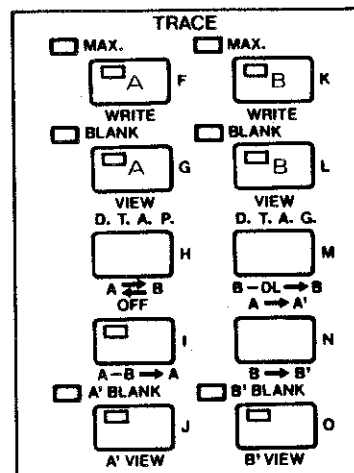 TRACE
MAX. MAX.
A F B K
WRITE WRITE
BLANK BLANK
A G B L
VIEW VIEW
D. T. A. P. D. T. A. G.
H M
A ⇄ B B – DL → B
OFF A → A'
I N
A – B → A B → B'
A' BLANK B' BLANK
J O
A' VIEW B' VIEW